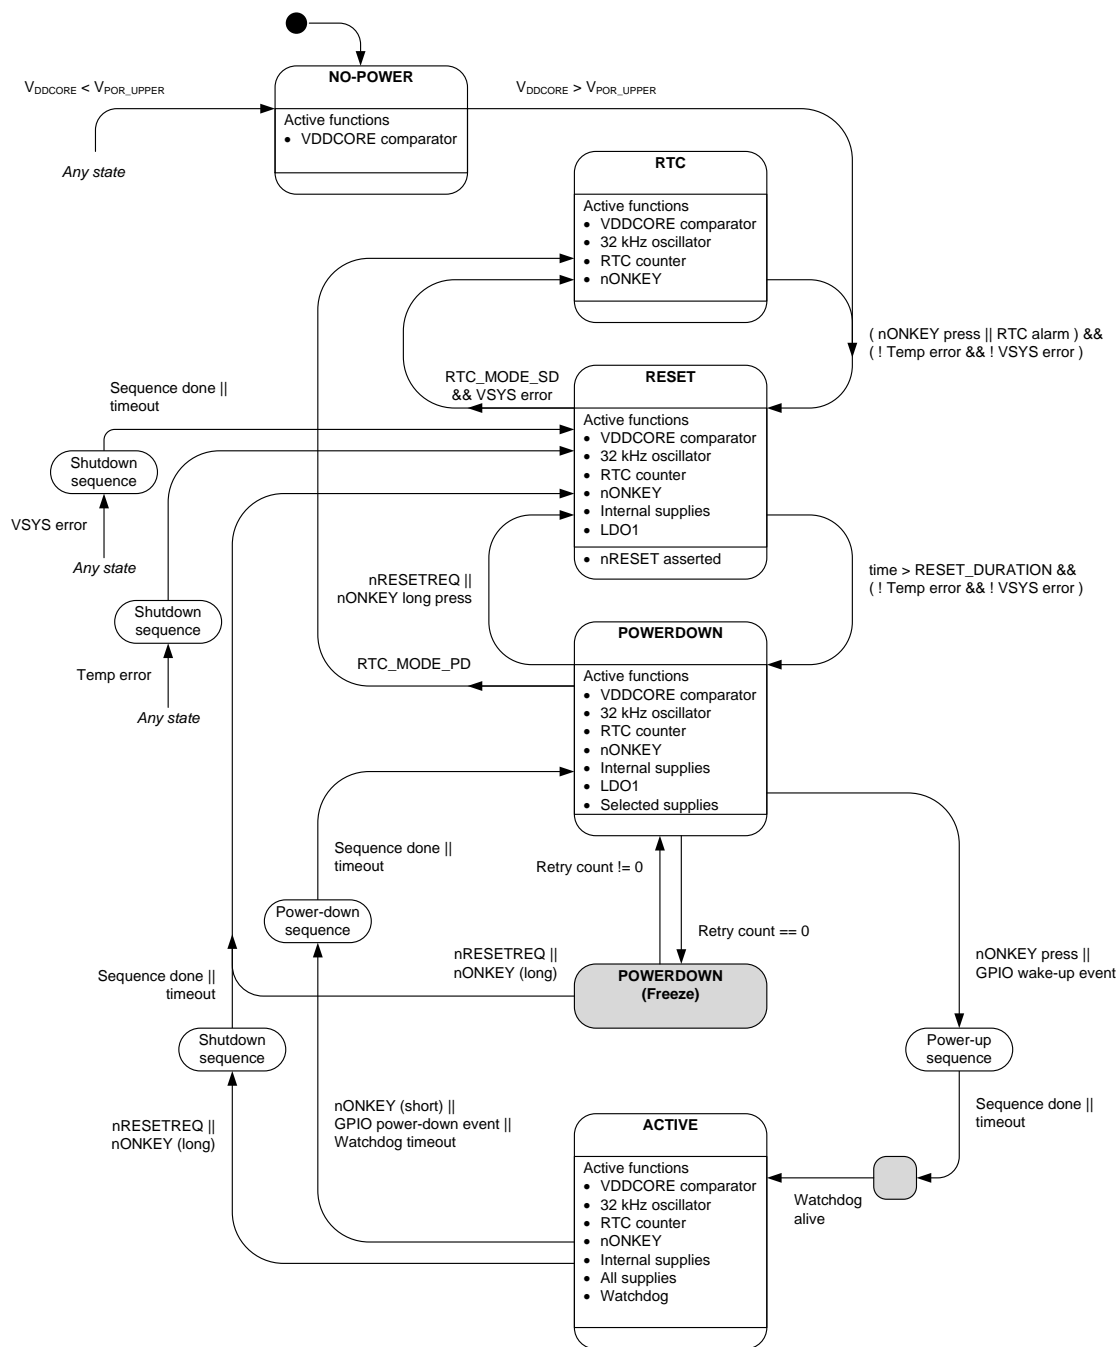 NO-POWER
VDDCORE < VPOR_UPPER
VDDCORE > VPOR_UPPER
Active functions
• VDDCORE comparator
Any state
RTC
Active functions
• VDDCORE comparator
• 32 kHz oscillator
• RTC counter
• nONKEY
( nONKEY press || RTC alarm ) &&
( ! Temp error && ! VSYS error )
RTC_MODE_SD
&& VSYS error
RESET
Sequence done ||
timeout
Active functions
• VDDCORE comparator
• 32 kHz oscillator
• RTC counter
• nONKEY
• Internal supplies
• LDO1
• nRESET asserted
Shutdown
sequence
VSYS error
Any state
time > RESET_DURATION &&
( ! Temp error && ! VSYS error )
nRESETREQ ||
nONKEY long press
Shutdown
sequence
Temp error
Any state
POWERDOWN
RTC_MODE_PD
Active functions
• VDDCORE comparator
• 32 kHz oscillator
• RTC counter
• nONKEY
• Internal supplies
• LDO1
• Selected supplies
Sequence done ||
timeout
Retry count != 0
Power-down
sequence
Retry count == 0
nRESETREQ ||
nONKEY (long)
POWERDOWN
(Freeze)
nONKEY press ||
GPIO wake-up event
Sequence done ||
timeout
Shutdown
sequence
Power-up
sequence
nRESETREQ ||
nONKEY (long)
nONKEY (short) ||
GPIO power-down event ||
Watchdog timeout
Sequence done ||
timeout
ACTIVE
Active functions
• VDDCORE comparator
• 32 kHz oscillator
• RTC counter
• nONKEY
• Internal supplies
• All supplies
• Watchdog
Watchdog
alive